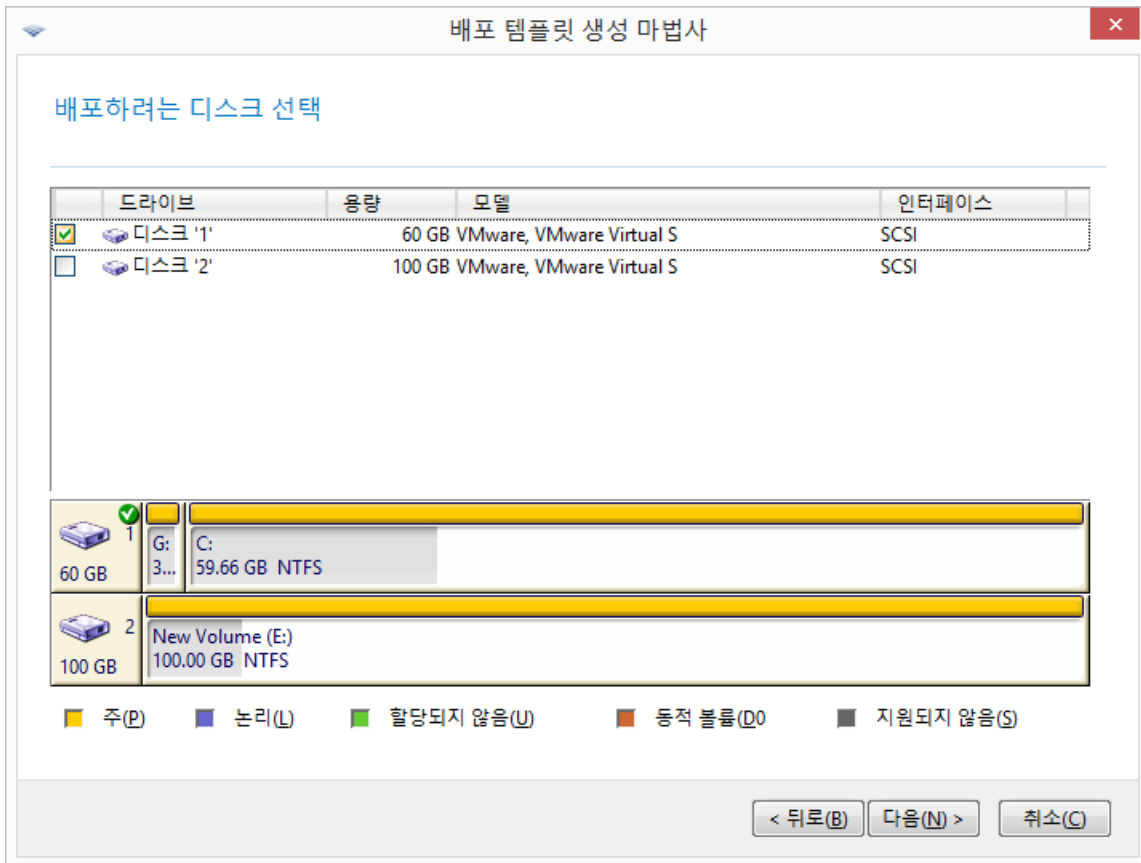 배포 템플릿 생성 마법사
배포하려는 디스크 선택
드라이브 용량 모델 인터페이스
디스크 '1' 60 GB VMware, VMware Virtual S SCSI
디스크 '2' 100 GB VMware, VMware Virtual S SCSI
1
G: C:
60 GB 3... 59.66 GB NTFS
2
New Volume (E:)
100 GB 100.00 GB NTFS
주(P) 논리(L) 할당되지 않음(U) 동적 볼륨(D0 지원되지 않음(S)
< 뒤로(B) 다음(N) > 취소(C)